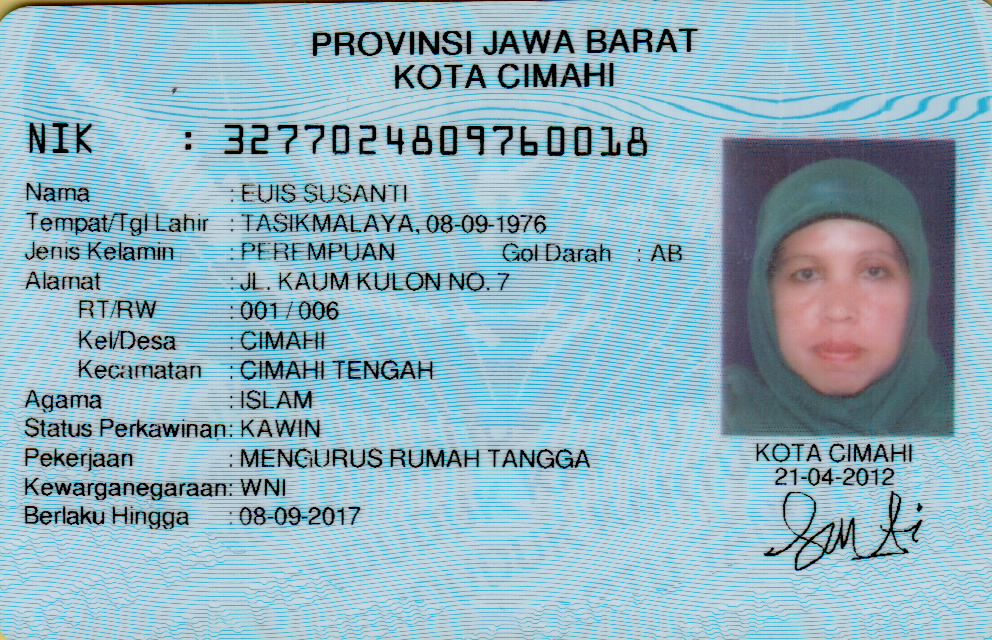 PROVINSI JAWA BARAT
KOTA CIMAHI
NIK : 3277024809760018
Nama : EUIS SUSANTI
Tempat/Tgl Lahir : TASIKMALAYA, 08-09-1976
Jenis Kelamin : PEREMPUAN Gol Darah : AB
Alamat : JL. KAUM KULON NO. 7
RT/RW : 001 / 006
Kel/Desa : CIMAHI
Kecamatan : CIMAHI TENGAH
Agama : ISLAM
Status Perkawinan: KAWIN
Pekerjaan : MENGURUS RUMAH TANGGA
Kewarganegaraan: WNI
Berlaku Hingga : 08-09-2017
KOTA CIMAHI
21-04-2012